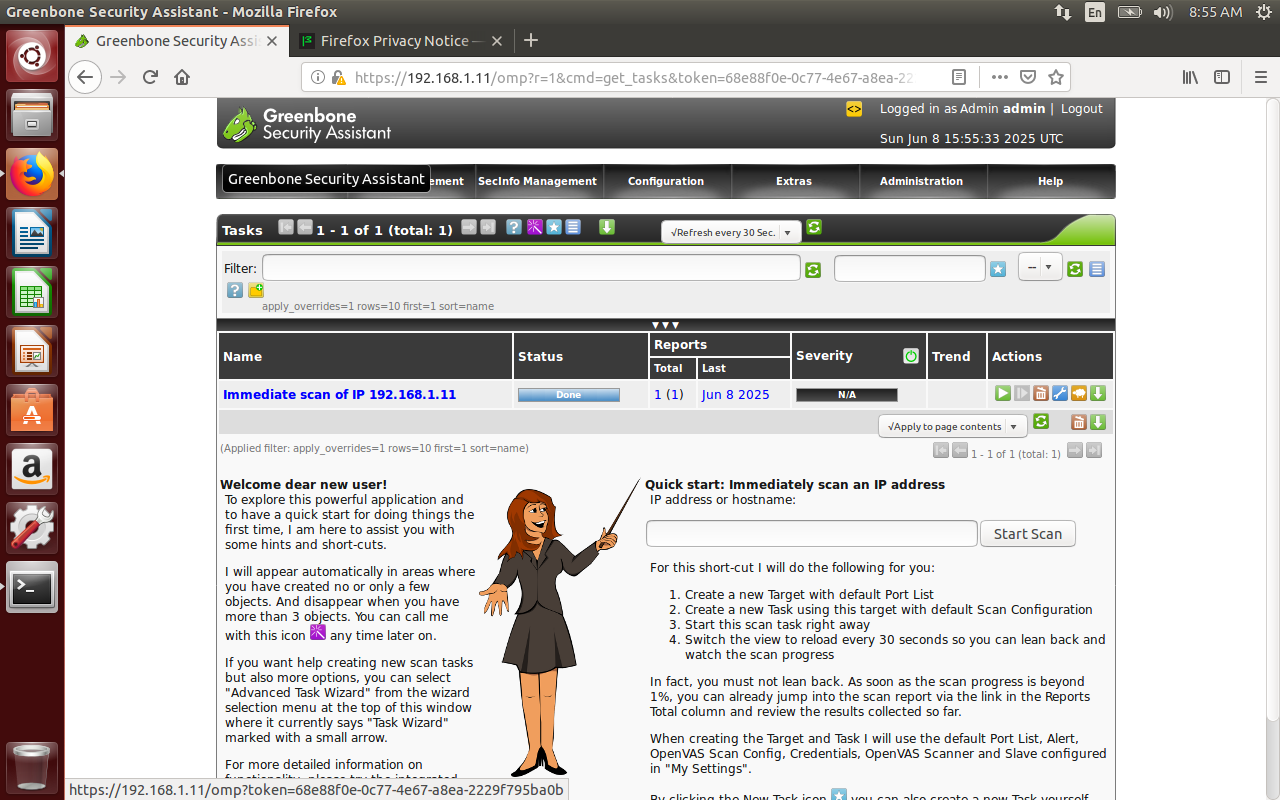 Greenbone Security Assistant - Mozilla Firefox
En
8:55 AM
Greenbone Security Assi
Firefox Privacy Notice —
https://192.168.1.11/omp?r=1&cmd=get_tasks&token=68e88f0e-0c77-4e67-a8ea-22
Greenbone
Security Assistant
<>
Logged in as Admin admin | Logout
Sun Jun 8 15:55:33 2025 UTC
Greenbone Security Assistant
ement
SecInfo Management
Configuration
Extras
Administration
Help
Tasks
1 - 1 of 1 (total: 1)
√Refresh every 30 Sec.
Filter:
--
apply_overrides=1 rows=10 first=1 sort=name
Name
Status
Reports
Total
Last
Severity
Trend
Actions
Immediate scan of IP 192.168.1.11
Done
1 (1)
Jun 8 2025
N/A
√Apply to page contents
(Applied filter: apply_overrides=1 rows=10 first=1 sort=name)
1 - 1 of 1 (total: 1)
Welcome dear new user!
To explore this powerful application and
to have a quick start for doing things the
first time, I am here to assist you with
some hints and short-cuts.
I will appear automatically in areas where
you have created no or only a few
objects. And disappear when you have
more than 3 objects. You can call me
with this icon any time later on.
If you want help creating new scan tasks
but also more options, you can select
"Advanced Task Wizard" from the wizard
selection menu at the top of this window
where it currently says "Task Wizard"
marked with a small arrow.
For more detailed information on
functionality, please try the integrated
Quick start: Immediately scan an IP address
IP address or hostname:
Start Scan
For this short-cut I will do the following for you:
1. Create a new Target with default Port List
2. Create a new Task using this target with default Scan Configuration
3. Start this scan task right away
4. Switch the view to reload every 30 seconds so you can lean back and
watch the scan progress
In fact, you must not lean back. As soon as the scan progress is beyond
1%, you can already jump into the scan report via the link in the Reports
Total column and review the results collected so far.
When creating the Target and Task I will use the default Port List, Alert,
OpenVAS Scan Config, Credentials, OpenVAS Scanner and Slave configured
in "My Settings".
By clicking the New Task icon you can also create a new Task yourself.
https://192.168.1.11/omp?token=68e88f0e-0c77-4e67-a8ea-2229f795ba0b